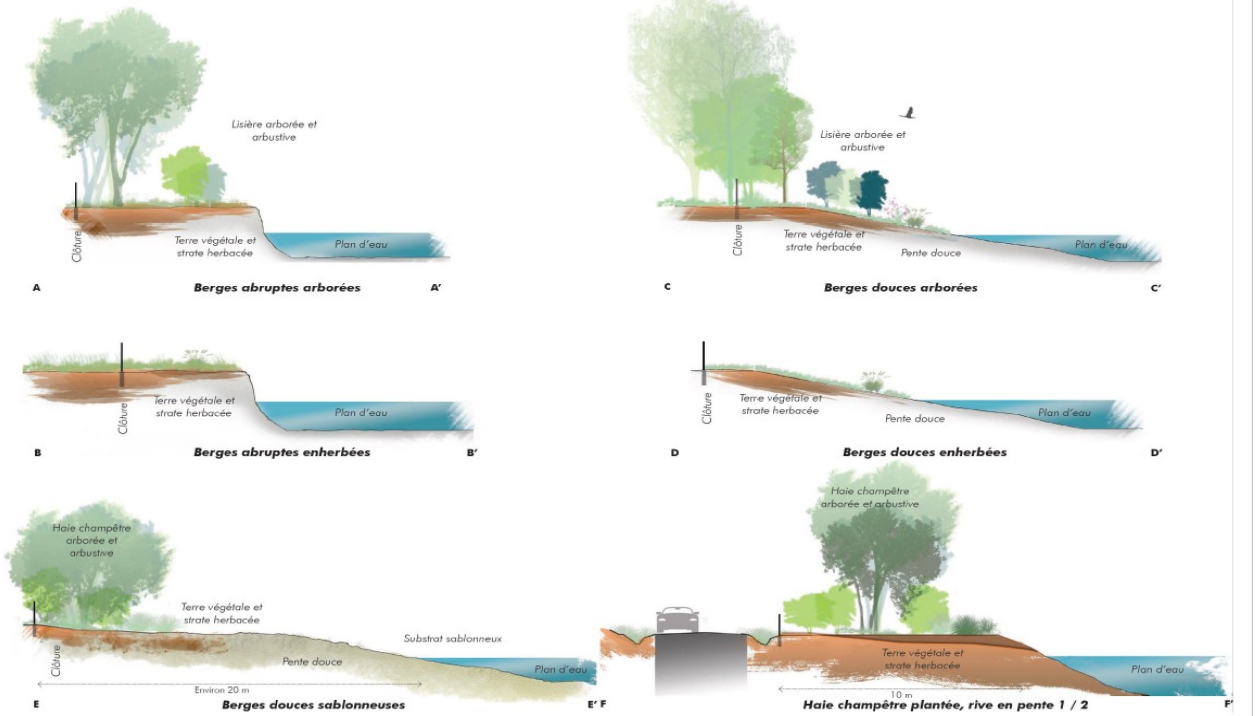 Lisière arborée et
arbustive
Clôture
Terre végétale et
strate herbacée
Plan d'eau
A
Berges abruptes arborées
A'
Lisière arborée et
arbustive
Clôture
Terre végétale et
strate herbacée
Pente douce
Plan d'eau
C
Berges douces arborées
C'
Clôture
Terre végétale et
strate herbacée
Plan d'eau
B
Berges abruptes enherbées
B'
Clôture
Terre végétale et
strate herbacée
Pente douce
Plan d'eau
D
Berges douces enherbées
D'
Haie champêtre
arborée et
arbustive
Terre végétale et
strate herbacée
Substrat sablonneux
Clôture
Pente douce
Plan d'eau
Environ 20 m
E
Berges douces sablonneuses
E'
Haie champêtre
arborée et arbustive
Terre végétale et
strate herbacée
Plan d'eau
10 m
F
Haie champêtre plantée, rive en pente 1 / 2
F'